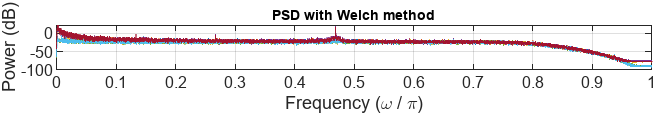 PSD with Welch method
Power (dB)
0
-50
-100
0 0.1 0.2 0.3 0.4 0.5 0.6 0.7 0.8 0.9 1
Frequency (ω / π)